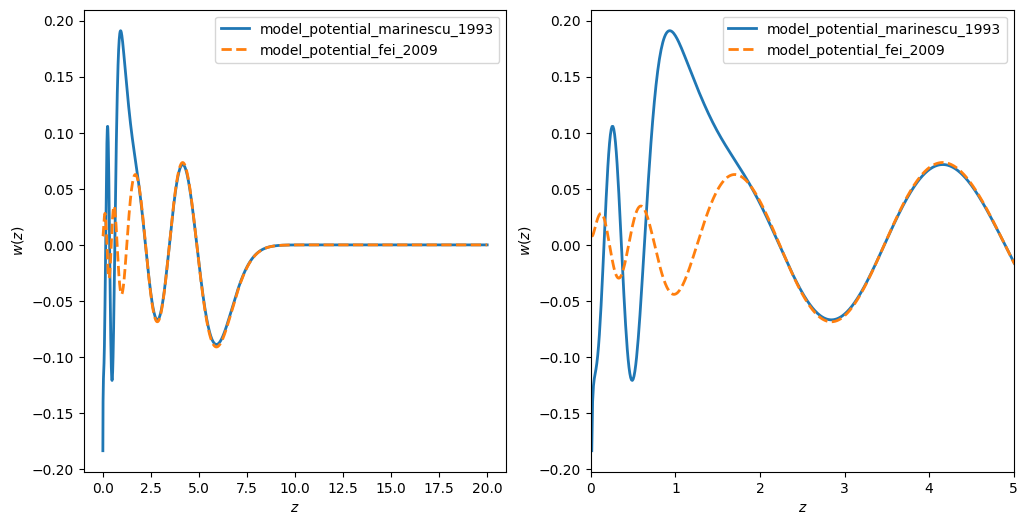 model_potential_marinescu_1993
model_potential_fei_2009
0.20
0.15
0.10
0.05
0.00
−0.05
−0.10
−0.15
−0.20
w(z)
0.0 2.5 5.0 7.5 10.0 12.5 15.0 17.5 20.0
z
model_potential_marinescu_1993
model_potential_fei_2009
0.20
0.15
0.10
0.05
0.00
−0.05
−0.10
−0.15
−0.20
w(z)
0 1 2 3 4 5
z